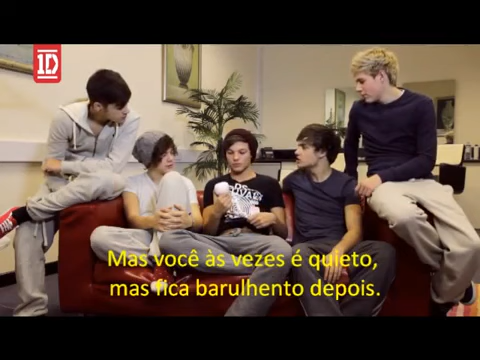 1D
Mas você às vezes é quieto,
mas fica barulhento depois.